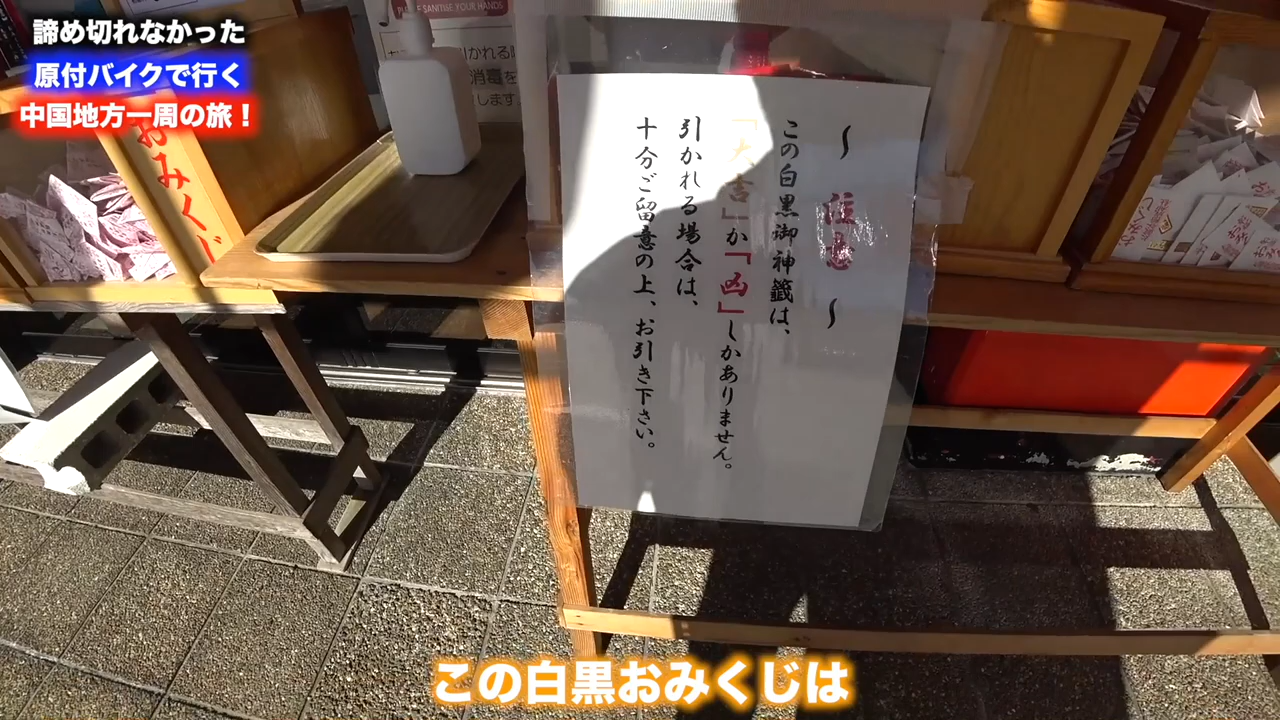 諦め切れなかった
原付バイクで行く
中国地方一周の旅！
おみくじ
PLEASE SANITISE YOUR HANDS
～ 注意 ～
この白黒御神籤は、
「大吉」か「凶」しかありません。
引かれる場合は、
十分ご留意の上、お引き下さい。
この白黒おみくじは